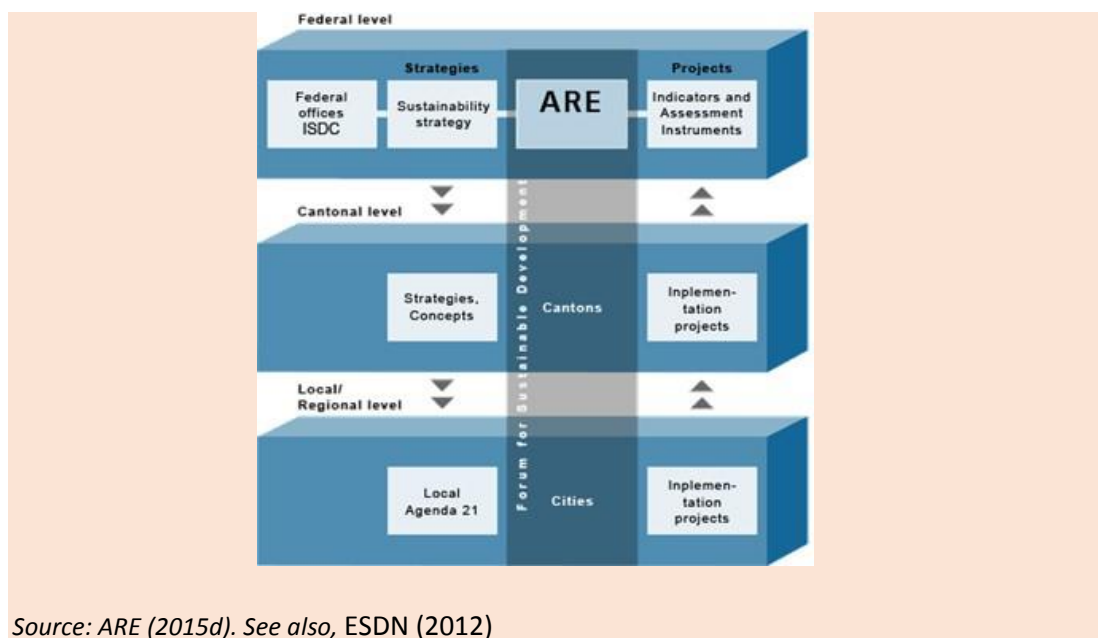 Federal level
Strategies
Projects
Federal
offices
ISDC
Sustainability
strategy
ARE
Indicators and
Assessment
Instruments
Cantonal level
Strategies,
Concepts
Cantons
Inplemen-
tation
projects
Local/
Regional level
Local
Agenda 21
Cities
Inplemen-
tation
projects
Forum for Sustainable Development
Source: ARE (2015d). See also, ESDN (2012)